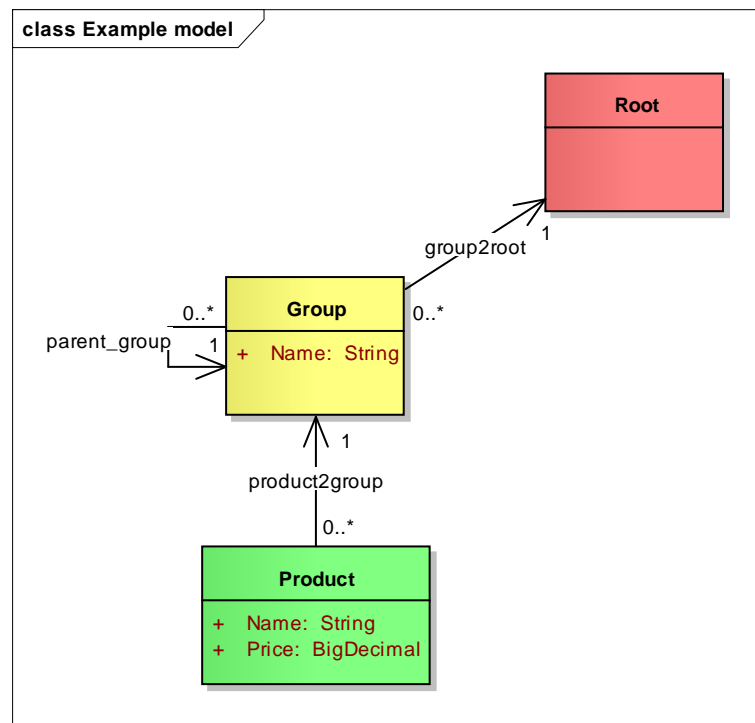 class Example model
Root
group2root
1
0..*
Group
0..*
1
parent_group
+ Name: String
1
product2group
0..*
Product
+ Name: String
+ Price: BigDecimal